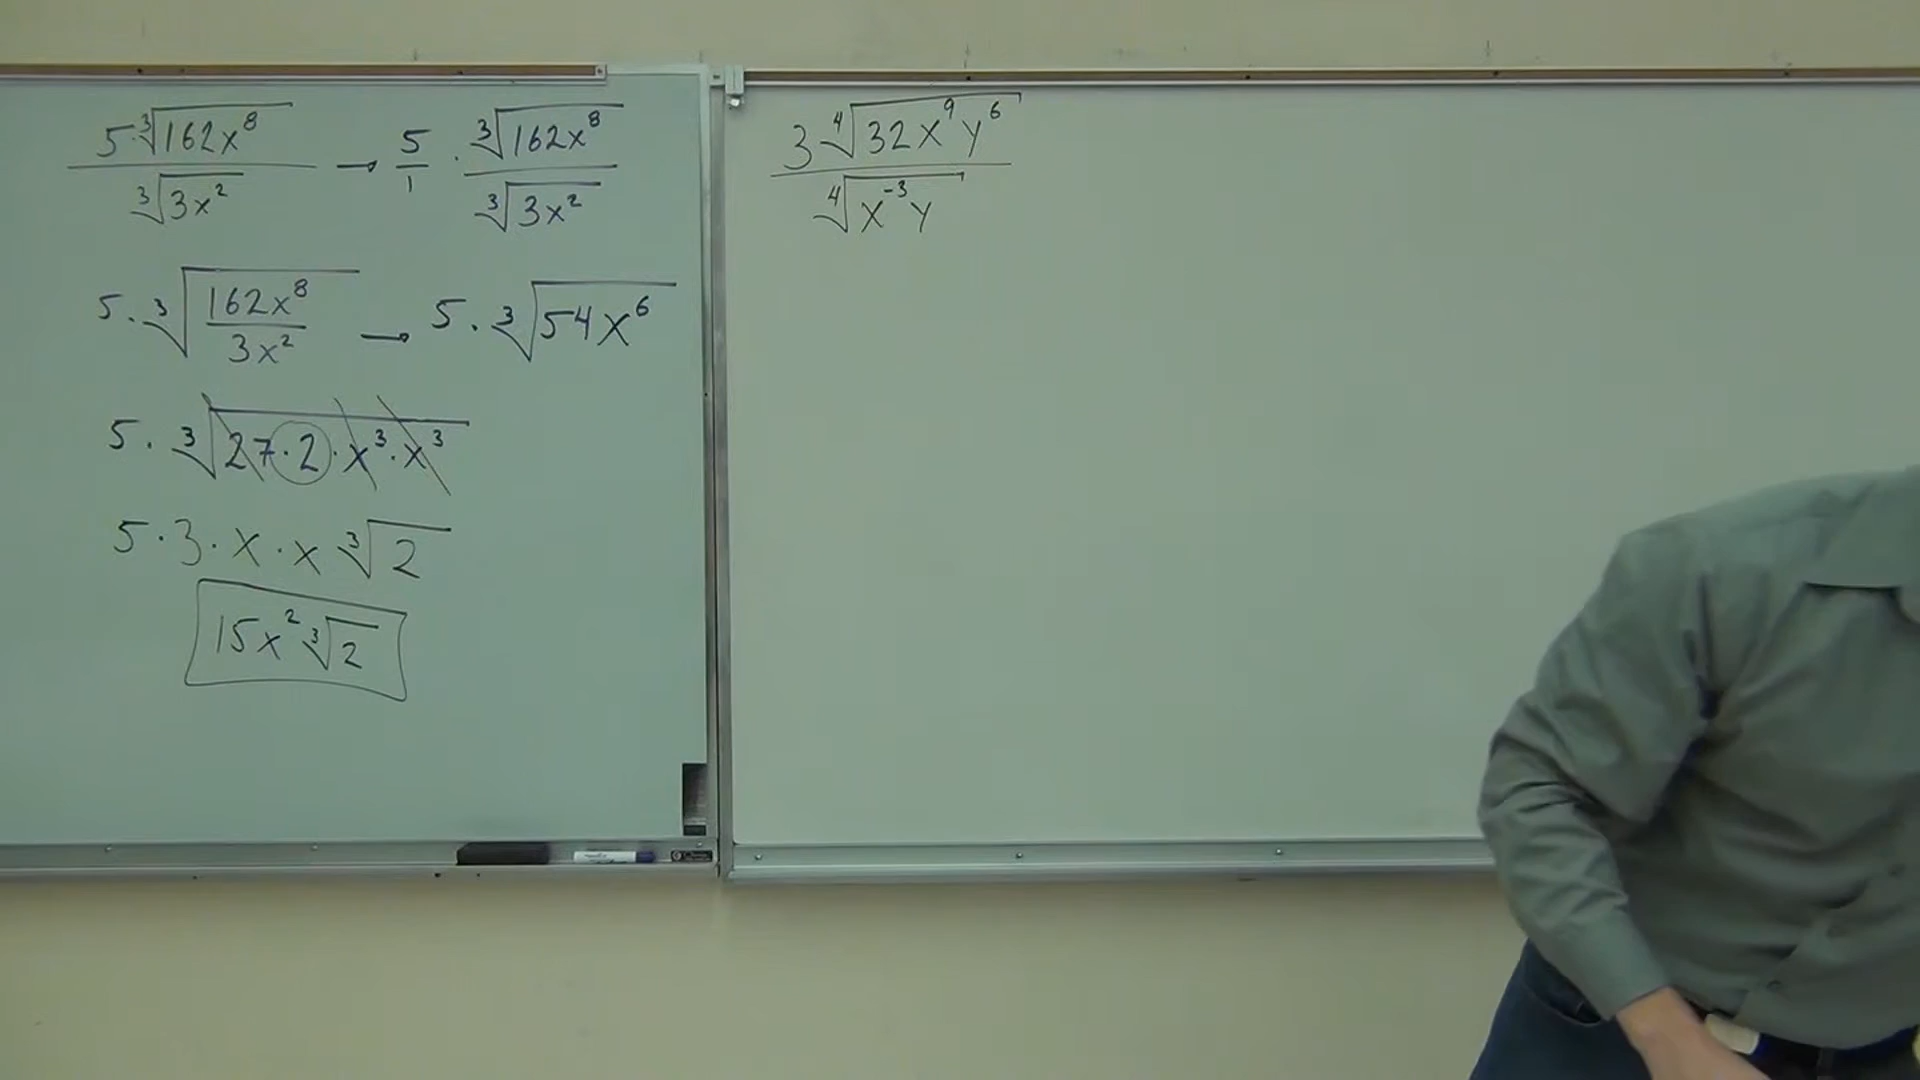 5·∛162x⁸ / ∛3x² → 5/1 · ∛162x⁸ / ∛3x²
5·∛(162x⁸ / 3x²) → 5·∛54x⁶
5·∛27·2·x³·x³
5·3·x·x ∛2
15x² ∛2
3 ∜32x⁹y⁶ / ∜x⁻³y